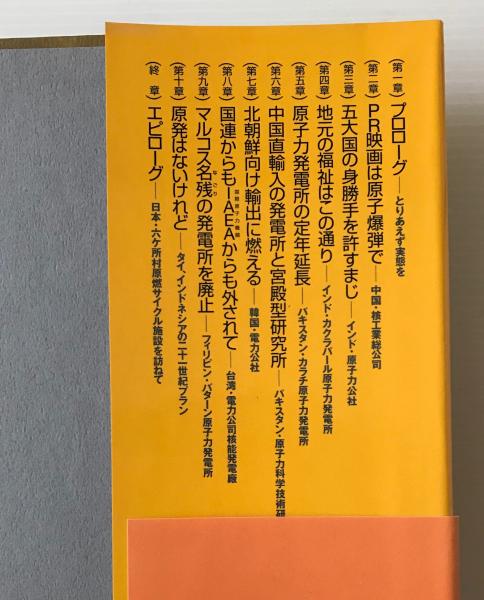 （第一章）プロローグ──とりあえず実態を
（第二章）PR映画は原子爆弾で──中国・核工業総公司
（第三章）五大国の身勝手を許すまじ──インド・原子力公社
（第四章）地元の福祉はこの通り──インド・カクラパール原子力発電所
（第五章）原子力発電所の定年延長──パキスタン・カラチ原子力発電所
（第六章）中国直輸入の発電所と宮殿型研究所──パキスタン・原子力科学技術研
（第七章）北朝鮮向け輸出に燃える──韓国・電力公社
（第八章）国連からもIAEAからも外されて──台湾・電力公司核能発電廠
国際原子力機関
（第九章）マルコス名残の発電所を廃止──フィリピン・バターン原子力発電所
なごり
（第十章）原発はないけれど──タイ、インドネシアの二十一世紀プラン
（終章）エピローグ──日本・六ケ所村原燃サイクル施設を訪ねて